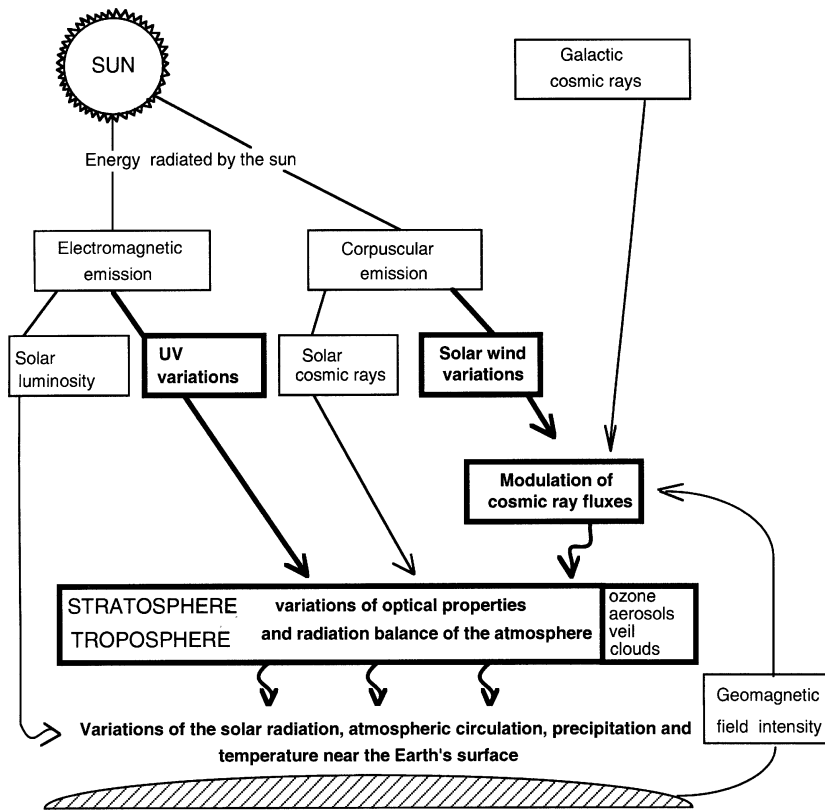 SUN
Galactic
cosmic rays
Energy radiated by the sun
Electromagnetic
emission
Corpuscular
emission
Solar
luminosity
UV
variations
Solar
cosmic rays
Solar wind
variations
Modulation of
cosmic ray fluxes
STRATOSPHERE variations of optical properties
TROPOSPHERE and radiation balance of the atmosphere
ozone
aerosols
veil
clouds
Geomagnetic
field intensity
Variations of the solar radiation, atmospheric circulation, precipitation and
temperature near the Earth's surface